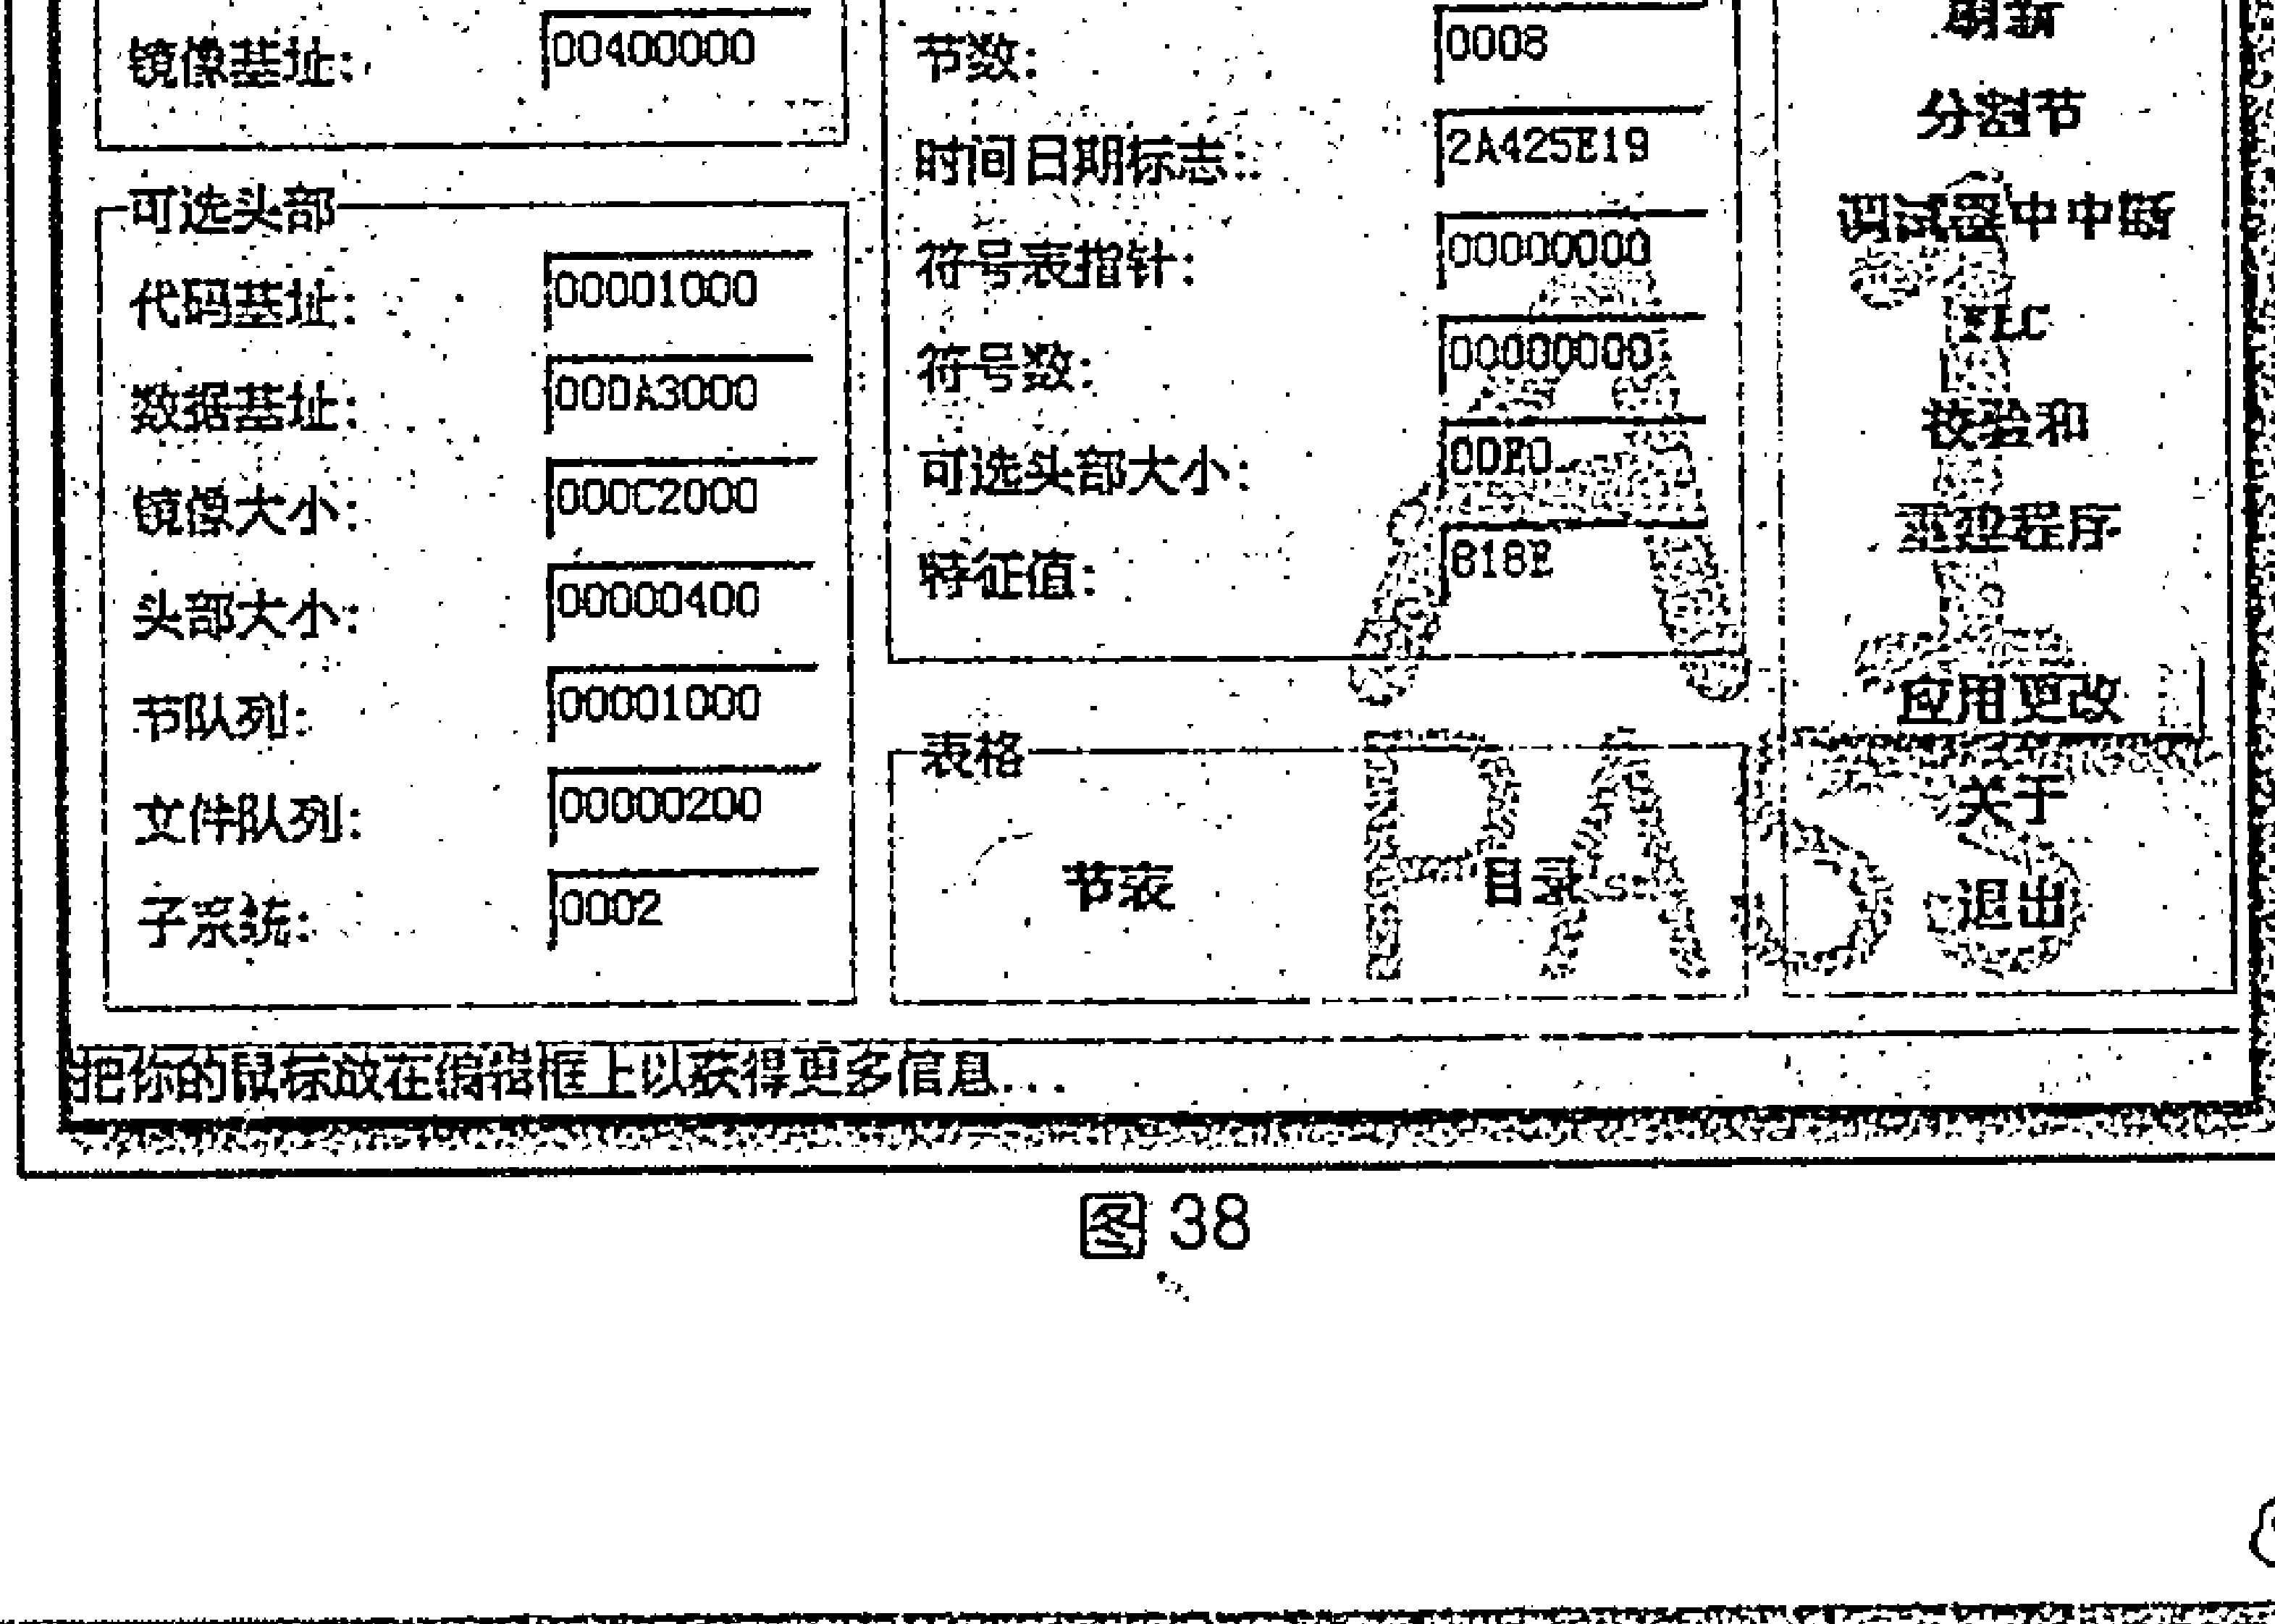 镜像基址: 00400000
可选头部
代码基址: 00001000
数据基址: 000A3000
镜像大小: 000C2000
头部大小: 00000400
节队列: 00001000
文件队列: 00000200
子系统: 0002
节数: 0008
时间日期标志: 2A425E19
符号表指针: 00000000
符号数: 00000000
可选头部大小: 00E0
特征值: 818E
表格
节表
目录
刷新
分割节
调试器中中断
校验和
重建程序
应用更改
关于
退出
把你的鼠标放在编辑框上以获得更多信息...
图 38